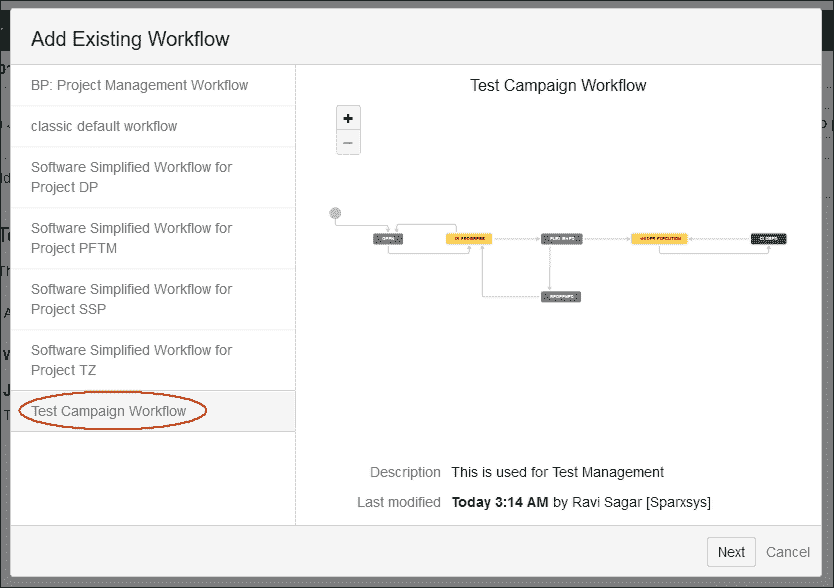 Add Existing Workflow
BP: Project Management Workflow
classic default workflow
Software Simplified Workflow for
Project DP
Software Simplified Workflow for
Project PFTM
Software Simplified Workflow for
Project SSP
Software Simplified Workflow for
Project TZ
Test Campaign Workflow
Test Campaign Workflow
+
−
OPEN
IN PROGRESS
PUBLISHED
UNDER EXECUTION
CLOSED
Description This is used for Test Management
Last modified Today 3:14 AM by Ravi Sagar [Sparxsys]
Next Cancel